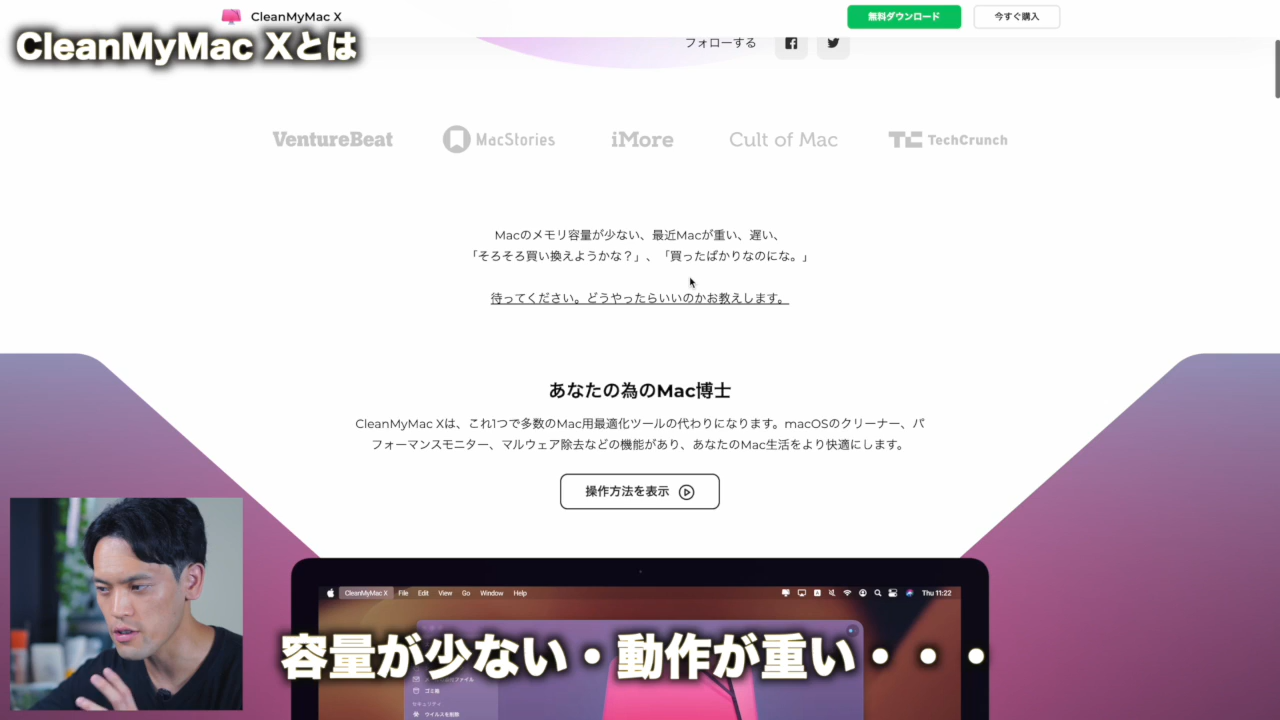 CleanMyMac X
無料ダウンロード
今すぐ購入
CleanMyMac Xとは
フォローする
VentureBeat
MacStories
iMore
Cult of Mac
TechCrunch
Macのメモリ容量が少ない、最近Macが重い、遅い、
「そろそろ買い換えようかな？」、「買ったばかりなのにな。」
待ってください。どうやったらいいのかお教えします。
あなたの為のMac博士
CleanMyMac Xは、これ1つで多数のMac用最適化ツールの代わりになります。macOSのクリーナー、パ
フォーマンスモニター、マルウェア除去などの機能があり、あなたのMac生活をより快適にします。
操作方法を表示
CleanMyMac X File Edit View Go Window Help
Thu 11:22
容量が少ない・動作が重い・・・
ゴミ箱
セキュリティ
ウイルスを削除